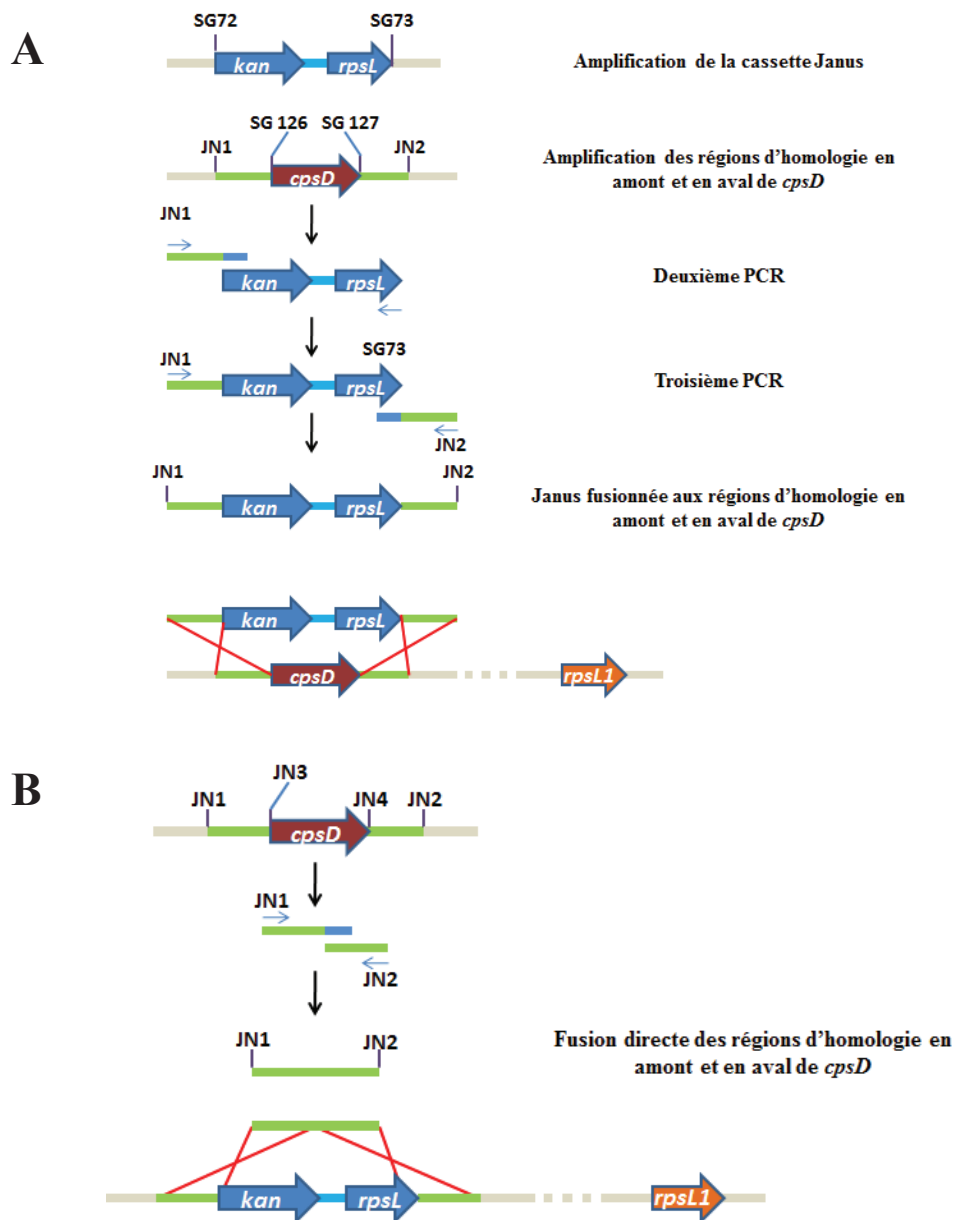 A
SG72
SG73
kan
rpsL
Amplification de la cassette Janus
SG 126
SG 127
JN1
JN2
cpsD
Amplification des régions d'homologie en
amont et en aval de cpsD
JN1
kan
rpsL
Deuxième PCR
JN1
SG73
kan
rpsL
Troisième PCR
JN2
JN1
JN2
kan
rpsL
Janus fusionnée aux régions d'homologie en
amont et en aval de cpsD
kan
rpsL
cpsD
rpsL1
B
JN3
JN1
JN4
JN2
cpsD
JN1
JN2
JN1
JN2
Fusion directe des régions d'homologie en
amont et en aval de cpsD
kan
rpsL
rpsL1